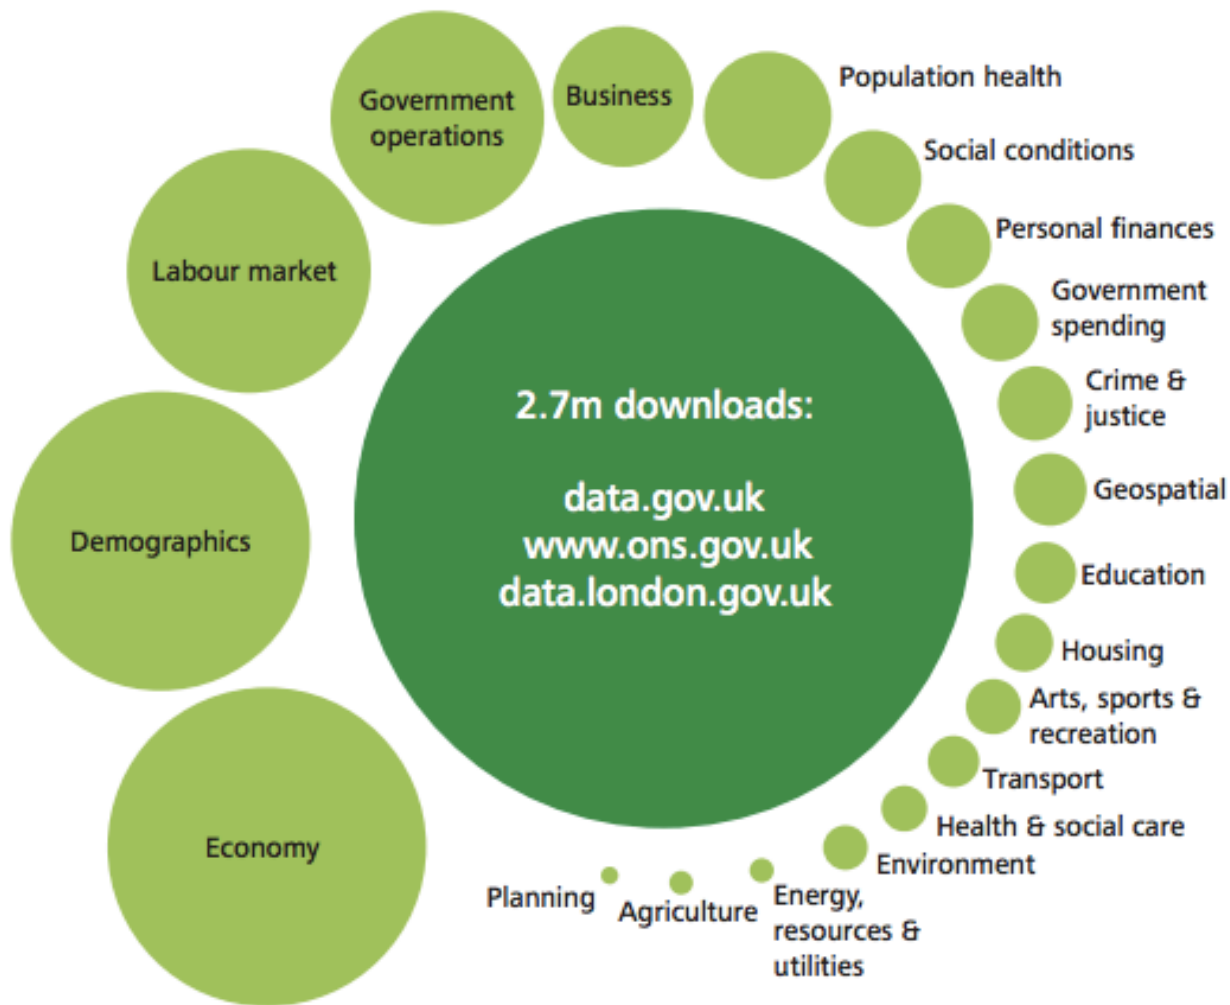 Government
operations
Business
Population health
Social conditions
Personal finances
Government
spending
Crime &
justice
Geospatial
Education
Housing
Arts, sports &
recreation
Transport
Health & social care
Environment
Energy,
resources &
utilities
Agriculture
Planning
Economy
Demographics
Labour market
2.7m downloads:
data.gov.uk
www.ons.gov.uk
data.london.gov.uk